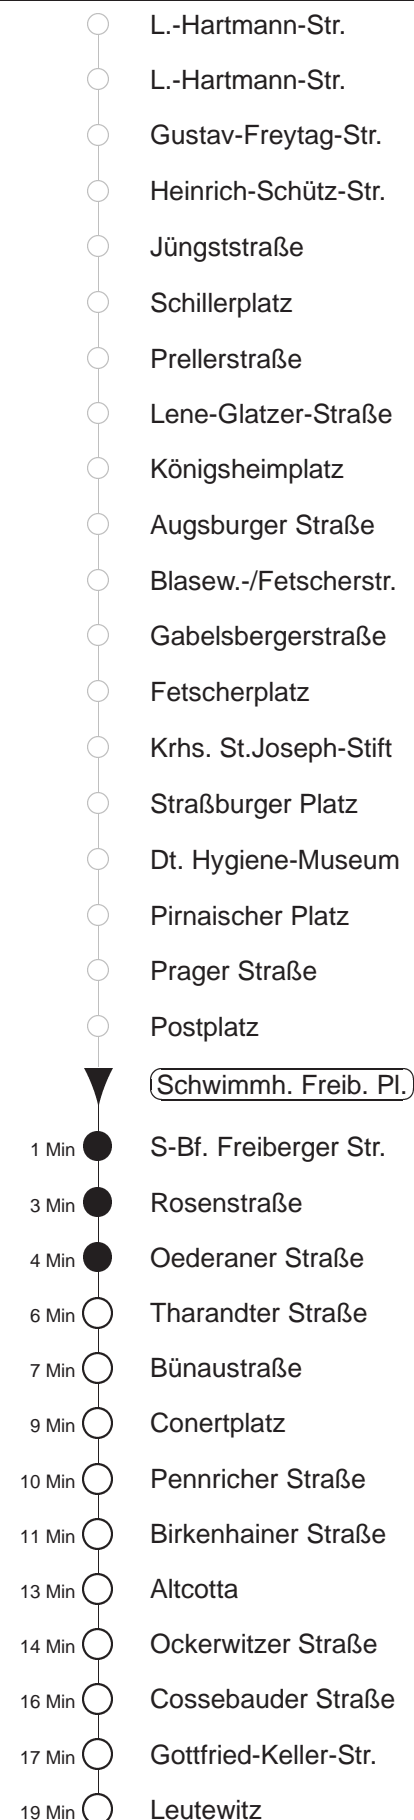 L.-Hartmann-Str.
L.-Hartmann-Str.
Gustav-Freytag-Str.
Heinrich-Schütz-Str.
Jüngststraße
Schillerplatz
Prellerstraße
Lene-Glatzer-Straße
Königsheimplatz
Augsburger Straße
Blasew.-/Fetscherstr.
Gabelsbergerstraße
Fetscherplatz
Krhs. St.Joseph-Stift
Straßburger Platz
Dt. Hygiene-Museum
Pirnaischer Platz
Prager Straße
Postplatz
Schwimmh. Freib. Pl.
1 Min S-Bf. Freiberger Str.
3 Min Rosenstraße
4 Min Oederaner Straße
6 Min Tharandter Straße
7 Min Bünaustraße
9 Min Conertplatz
10 Min Pennricher Straße
11 Min Birkenhainer Straße
13 Min Altcotta
14 Min Ockerwitzer Straße
16 Min Cossebauder Straße
17 Min Gottfried-Keller-Str.
19 Min Leutewitz